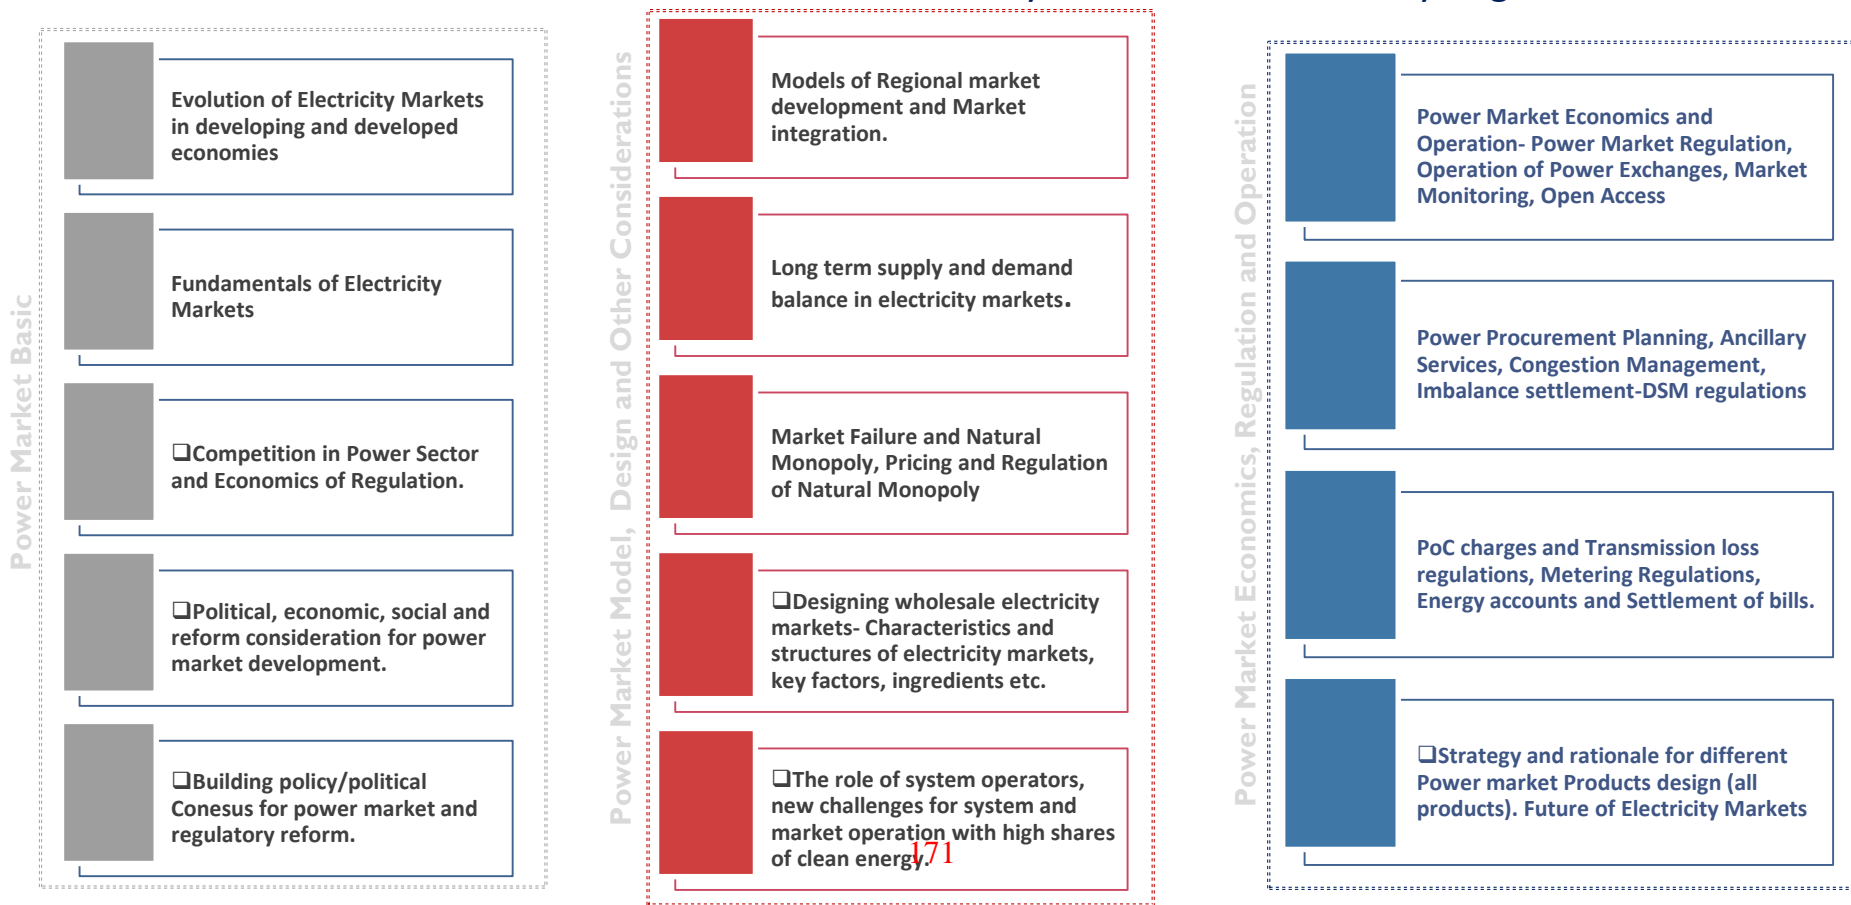 Power Market Basic
Evolution of Electricity Markets
in developing and developed
economies
Fundamentals of Electricity
Markets
❑Competition in Power Sector
and Economics of Regulation.
❑Political, economic, social and
reform consideration for power
market development.
❑Building policy/political
Conesus for power market and
regulatory reform.
Power Market Model, Design and Other Considerations
Models of Regional market
development and Market
integration.
Long term supply and demand
balance in electricity markets.
Market Failure and Natural
Monopoly, Pricing and Regulation
of Natural Monopoly
❑Designing wholesale electricity
markets- Characteristics and
structures of electricity markets,
key factors, ingredients etc.
❑The role of system operators,
new challenges for system and
market operation with high shares
of clean energy.
171
Power Market Economics, Regulation and Operation
Power Market Economics and
Operation- Power Market Regulation,
Operation of Power Exchanges, Market
Monitoring, Open Access
Power Procurement Planning, Ancillary
Services, Congestion Management,
Imbalance settlement-DSM regulations
PoC charges and Transmission loss
regulations, Metering Regulations,
Energy accounts and Settlement of bills.
❑Strategy and rationale for different
Power market Products design (all
products). Future of Electricity Markets